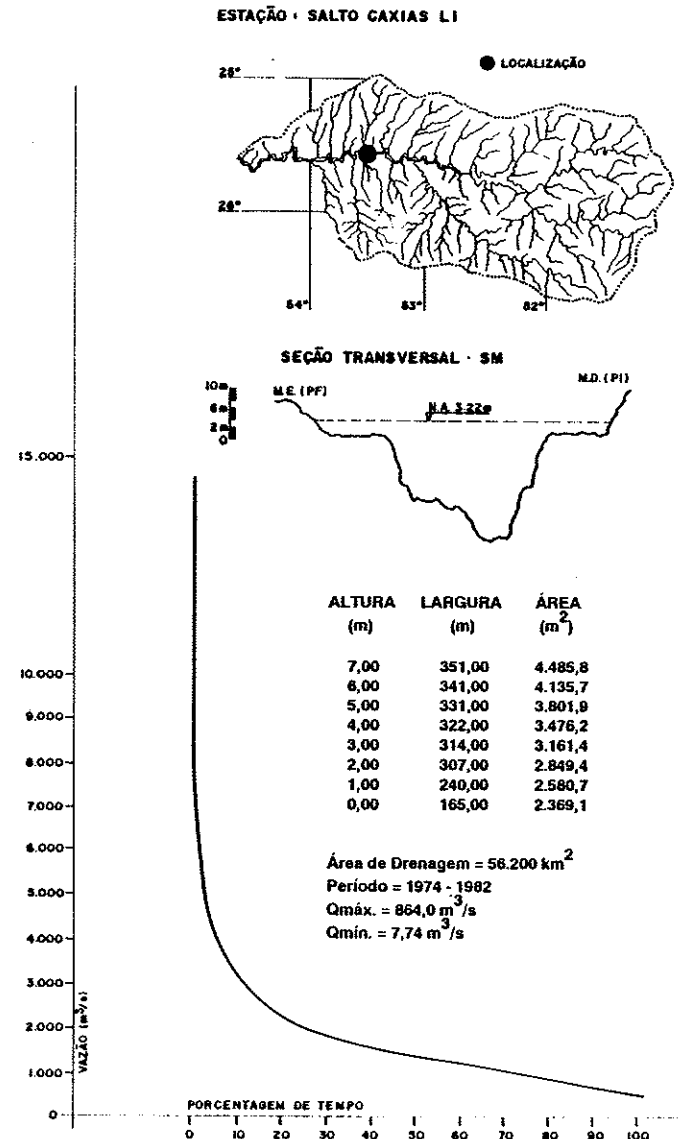 ESTAÇÃO : SALTO CAXIAS L I
LOCALIZAÇÃO
25°
26°
54°
53°
52°
SEÇÃO TRANSVERSAL - SM
10m
6m
2m
0
M.E. (PF)
N.A. 3.22m
M.D. (PI)
ALTURA LARGURA ÁREA
(m) (m) (m²)
7,00 351,00 4.485,8
6,00 341,00 4.135,7
5,00 331,00 3.801,9
4,00 322,00 3.476,2
3,00 314,00 3.161,4
2,00 307,00 2.849,4
1,00 240,00 2.580,7
0,00 165,00 2.369,1
Área de Drenagem = 56.200 km²
Período = 1974 - 1982
Qmáx. = 864,0 m³/s
Qmín. = 7,74 m³/s
15.000
10.000
9.000
8.000
7.000
6.000
5.000
4.000
3.000
2.000
1.000
0
VAZÃO (m³/s)
PORCENTAGEM DE TEMPO
0 10 20 30 40 50 60 70 80 90 100